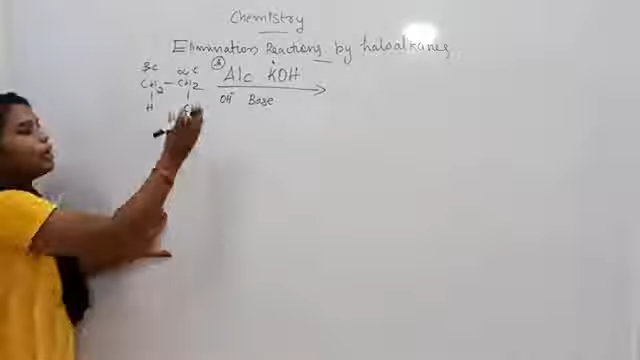 Chemistry
Elimination Reactions by haloalkanes
βC αC Alc KOH
CH2 - CH2
OH⁻ Base
H